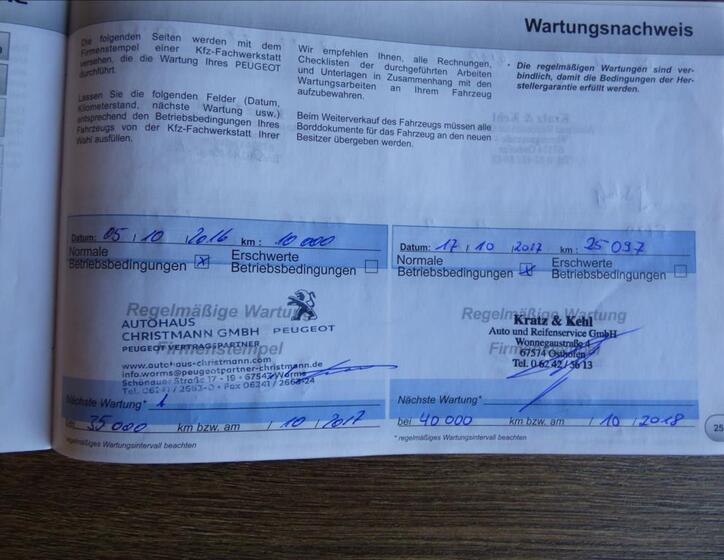 Wartungsnachweis
Die folgenden Seiten werden mit dem
Firmenstempel einer Kfz-Fachwerkstatt
versehen, die die Wartung Ihres PEUGEOT
durchführt.
Lassen Sie die folgenden Felder (Datum,
Kilometerstand, nächste Wartung usw.)
entsprechend den Betriebsbedingungen Ihres
Fahrzeugs von der Kfz-Fachwerkstatt Ihrer
Wahl ausfüllen.
Wir empfehlen Ihnen, alle Rechnungen,
Checklisten der durchgeführten Arbeiten
und Unterlagen in Zusammenhang mit den
Wartungsarbeiten an Ihrem Fahrzeug
aufzubewahren.
Beim Weiterverkauf des Fahrzeugs müssen alle
Borddokumente für das Fahrzeug an den neuen
Besitzer übergeben werden.
* Die regelmäßigen Wartungen sind ver-
bindlich, damit die Bedingungen der Her-
stellergarantie erfüllt werden.
Datum: 05 / 10 / 2016 km : 10 000
Normale
Betriebsbedingungen x
Erschwerte
Betriebsbedingungen
Regelmäßige Wartung
Firmenstempel
AUTOHAUS
CHRISTMANN GMBH
PEUGEOT
PEUGEOT VERTRAGSPARTNER
www.autohaus-christmann.com
info.worms@peugeotpartner-christmann.de
Schönauer Straße 17 - 19 · 67547 Worms
Nächste Wartung*
35 000 km bzw. am / 10 / 2017
* regelmäßiges Wartungsintervall beachten
Datum: 17 / 10 / 2017 km : 25 097
Normale
Betriebsbedingungen x
Erschwerte
Betriebsbedingungen
Regelmäßige Wartung
Kratz & Kehl
Auto und Reifenservice GmbH
Wonnegaustraße 4
67574 Osthofen
Tel. 0 62 42 / 56 13
Nächste Wartung*
bei 40 000 km bzw. am / 10 / 2018
* regelmäßiges Wartungsintervall beachten
25